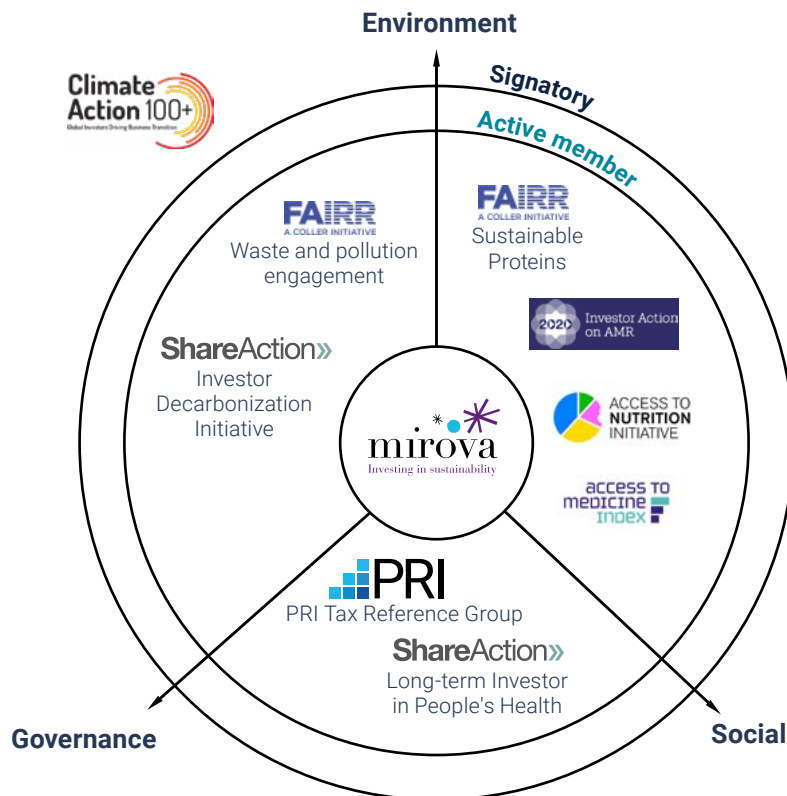 Environment
Signatory
Active member
Climate
Action 100+
Global Investors Driving Business Transition
FAIRR
A COLLER INITIATIVE
Waste and pollution
engagement
FAIRR
A COLLER INITIATIVE
Sustainable
Proteins
2020
Investor Action
on AMR
ShareAction»
Investor
Decarbonization
Initiative
mirova
Investing in sustainability
ACCESS TO
NUTRITION
INITIATIVE
access to
medicine
index
PRI
PRI Tax Reference Group
ShareAction»
Long-term Investor
in People's Health
Governance
Social